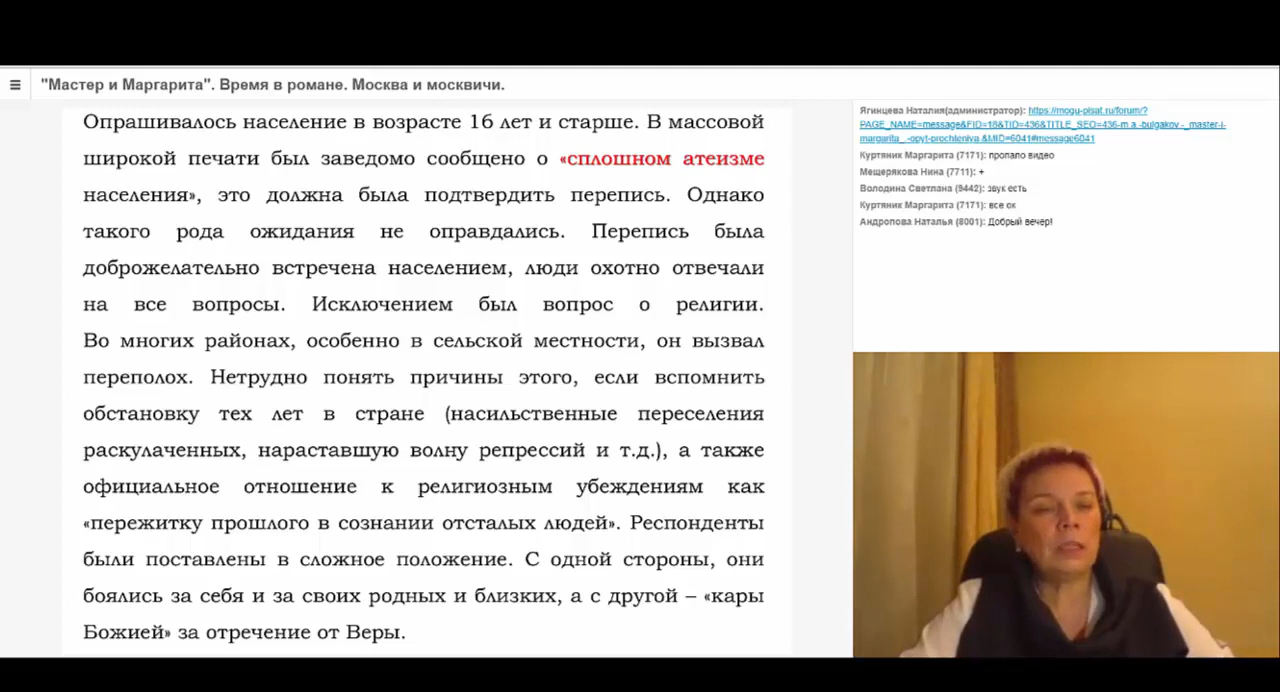 "Мастер и Маргарита". Время в романе. Москва и москвичи.
Опрашивалось население в возрасте 16 лет и старше. В массовой
широкой печати был заведомо сообщено о «сплошном атеизме
населения», это должна была подтвердить перепись. Однако
такого рода ожидания не оправдались. Перепись была
доброжелательно встречена населением, люди охотно отвечали
на все вопросы. Исключением был вопрос о религии.
Во многих районах, особенно в сельской местности, он вызвал
переполох. Нетрудно понять причины этого, если вспомнить
обстановку тех лет в стране (насильственные переселения
раскулаченных, нараставшую волну репрессий и т.д.), а также
официальное отношение к религиозным убеждениям как
«пережитку прошлого в сознании отсталых людей». Респонденты
были поставлены в сложное положение. С одной стороны, они
боялись за себя и за своих родных и близких, а с другой – «кары
Божией» за отречение от Веры.
Ягинцева Наталия(администратор): https://mogu-pisat.ru/forum/?
PAGE_NAME=message&FID=18&TID=436&TITLE_SEO=436-m.a.-bulgakov.-_master-i-
margarita_.-opyt-prochteniya.&MID=6041#message6041
Куртяник Маргарита (7171): пропало видео
Мещерякова Нина (7711): +
Володина Светлана (9442): звук есть
Куртяник Маргарита (7171): все ок
Андропова Наталья (8001): Добрый вечер!